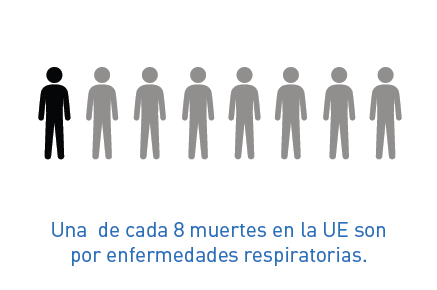 Una de cada 8 muertes en la UE son
por enfermedades respiratorias.